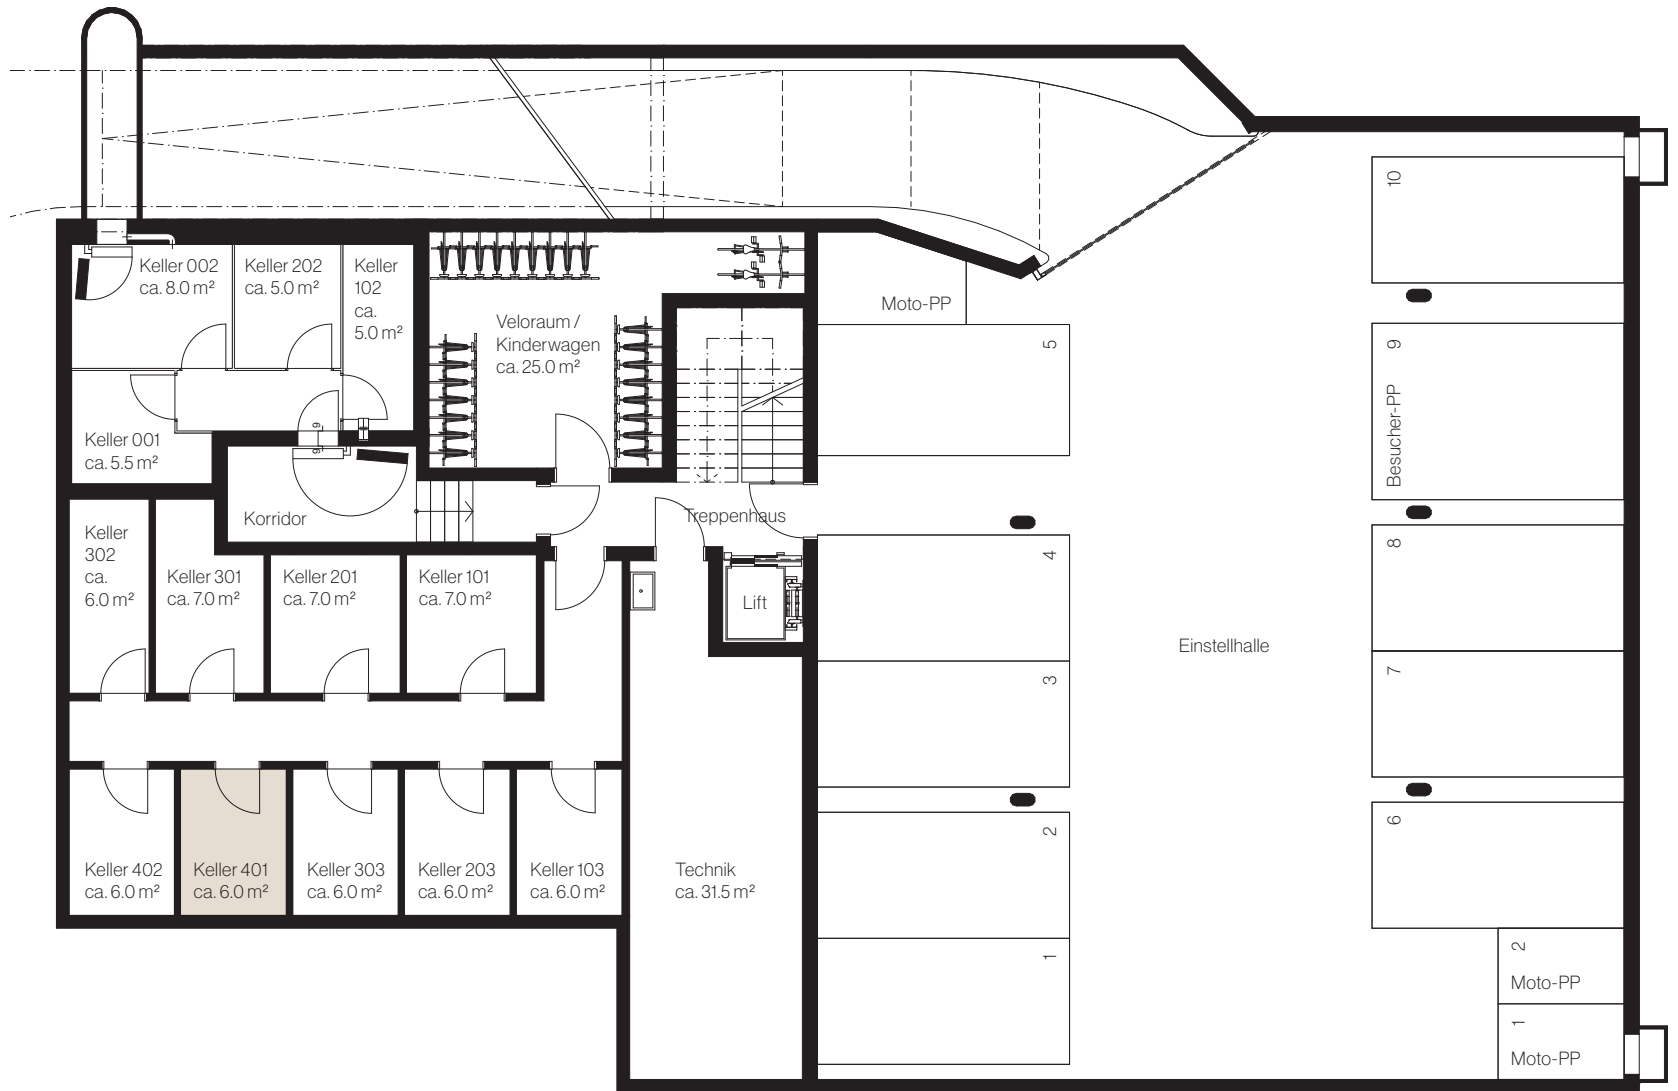 Keller 002
ca. 8.0 m²
Keller 202
ca. 5.0 m²
Keller
102
ca.
5.0 m²
Keller 001
ca. 5.5 m²
9
9
Veloraum /
Kinderwagen
ca. 25.0 m²
Korridor
Treppenhaus
Lift
Keller
302
ca.
6.0 m²
Keller 301
ca. 7.0 m²
Keller 201
ca. 7.0 m²
Keller 101
ca. 7.0 m²
Keller 402
ca. 6.0 m²
Keller 401
ca. 6.0 m²
Keller 303
ca. 6.0 m²
Keller 203
ca. 6.0 m²
Keller 103
ca. 6.0 m²
Technik
ca. 31.5 m²
Moto-PP
5
4
3
2
1
Einstellhalle
10
9
Besucher-PP
8
7
6
2
Moto-PP
1
Moto-PP